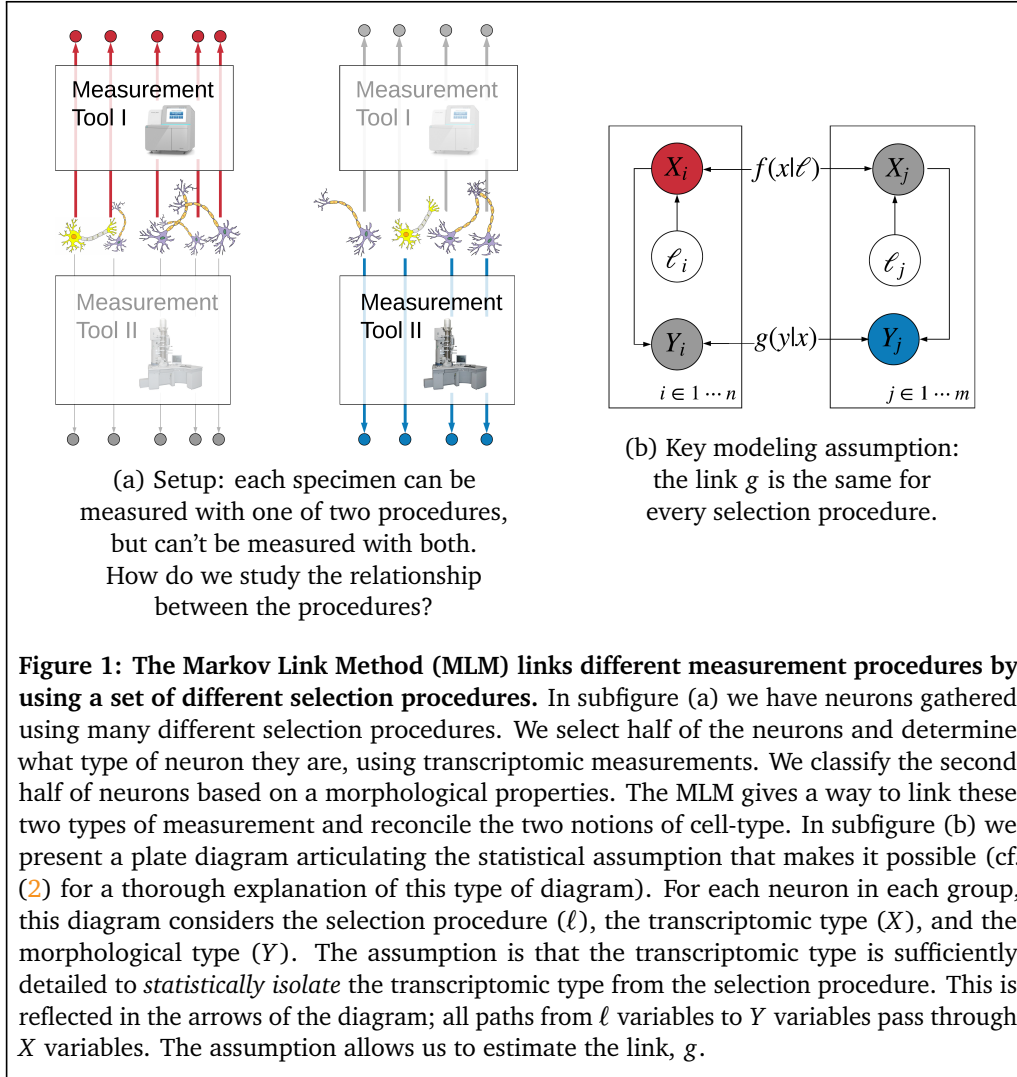 Measurement
Tool I
Measurement
Tool I
Measurement
Tool II
Measurement
Tool II
(a) Setup: each specimen can be
measured with one of two procedures,
but can't be measured with both.
How do we study the relationship
between the procedures?
X_i
f(x|ℓ)
X_j
ℓ_i
ℓ_j
Y_i
g(y|x)
Y_j
i ∈ 1 ⋯ n
j ∈ 1 ⋯ m
(b) Key modeling assumption:
the link g is the same for
every selection procedure.
Figure 1: The Markov Link Method (MLM) links different measurement procedures by
using a set of different selection procedures. In subfigure (a) we have neurons gathered
using many different selection procedures. We select half of the neurons and determine
what type of neuron they are, using transcriptomic measurements. We classify the second
half of neurons based on a morphological properties. The MLM gives a way to link these
two types of measurement and reconcile the two notions of cell-type. In subfigure (b) we
present a plate diagram articulating the statistical assumption that makes it possible (cf.
(2) for a thorough explanation of this type of diagram). For each neuron in each group,
this diagram considers the selection procedure (ℓ), the transcriptomic type (X), and the
morphological type (Y). The assumption is that the transcriptomic type is sufficiently
detailed to statistically isolate the transcriptomic type from the selection procedure. This is
reflected in the arrows of the diagram; all paths from ℓ variables to Y variables pass through
X variables. The assumption allows us to estimate the link, g.